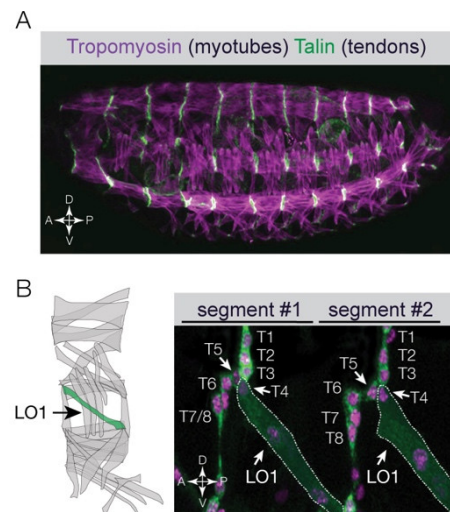 A
Tropomyosin (myotubes) Talin (tendons)
D
A P
V
B
LO1
segment #1 segment #2
T1
T2
T3
T5
T4
T6
T7/8
LO1
D
A P
V
T1
T2
T3
T5
T4
T6
T7
T8
LO1